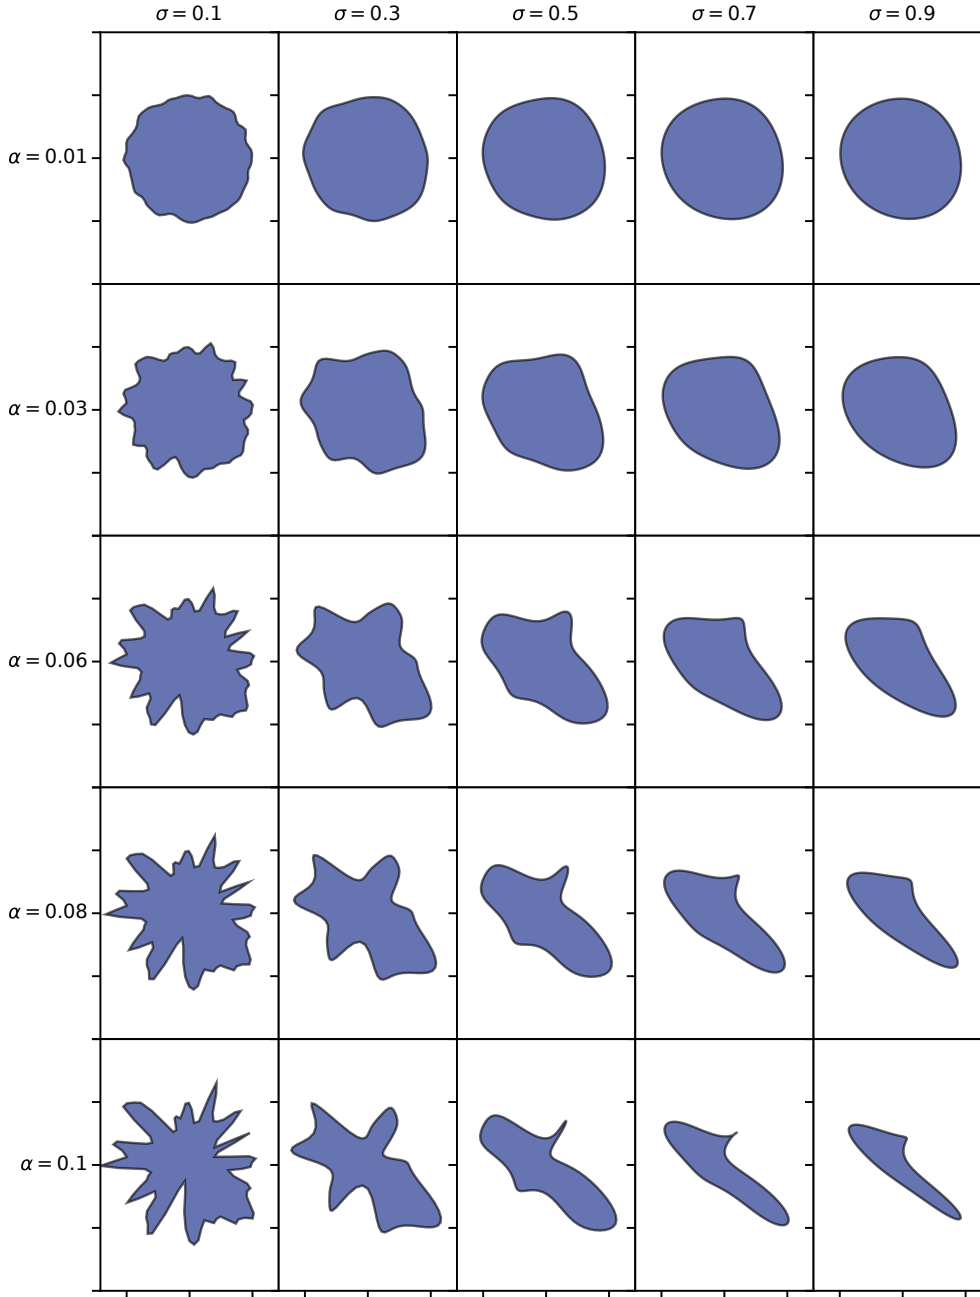 σ = 0.1 σ = 0.3 σ = 0.5 σ = 0.7 σ = 0.9
α = 0.01
α = 0.03
α = 0.06
α = 0.08
α = 0.1